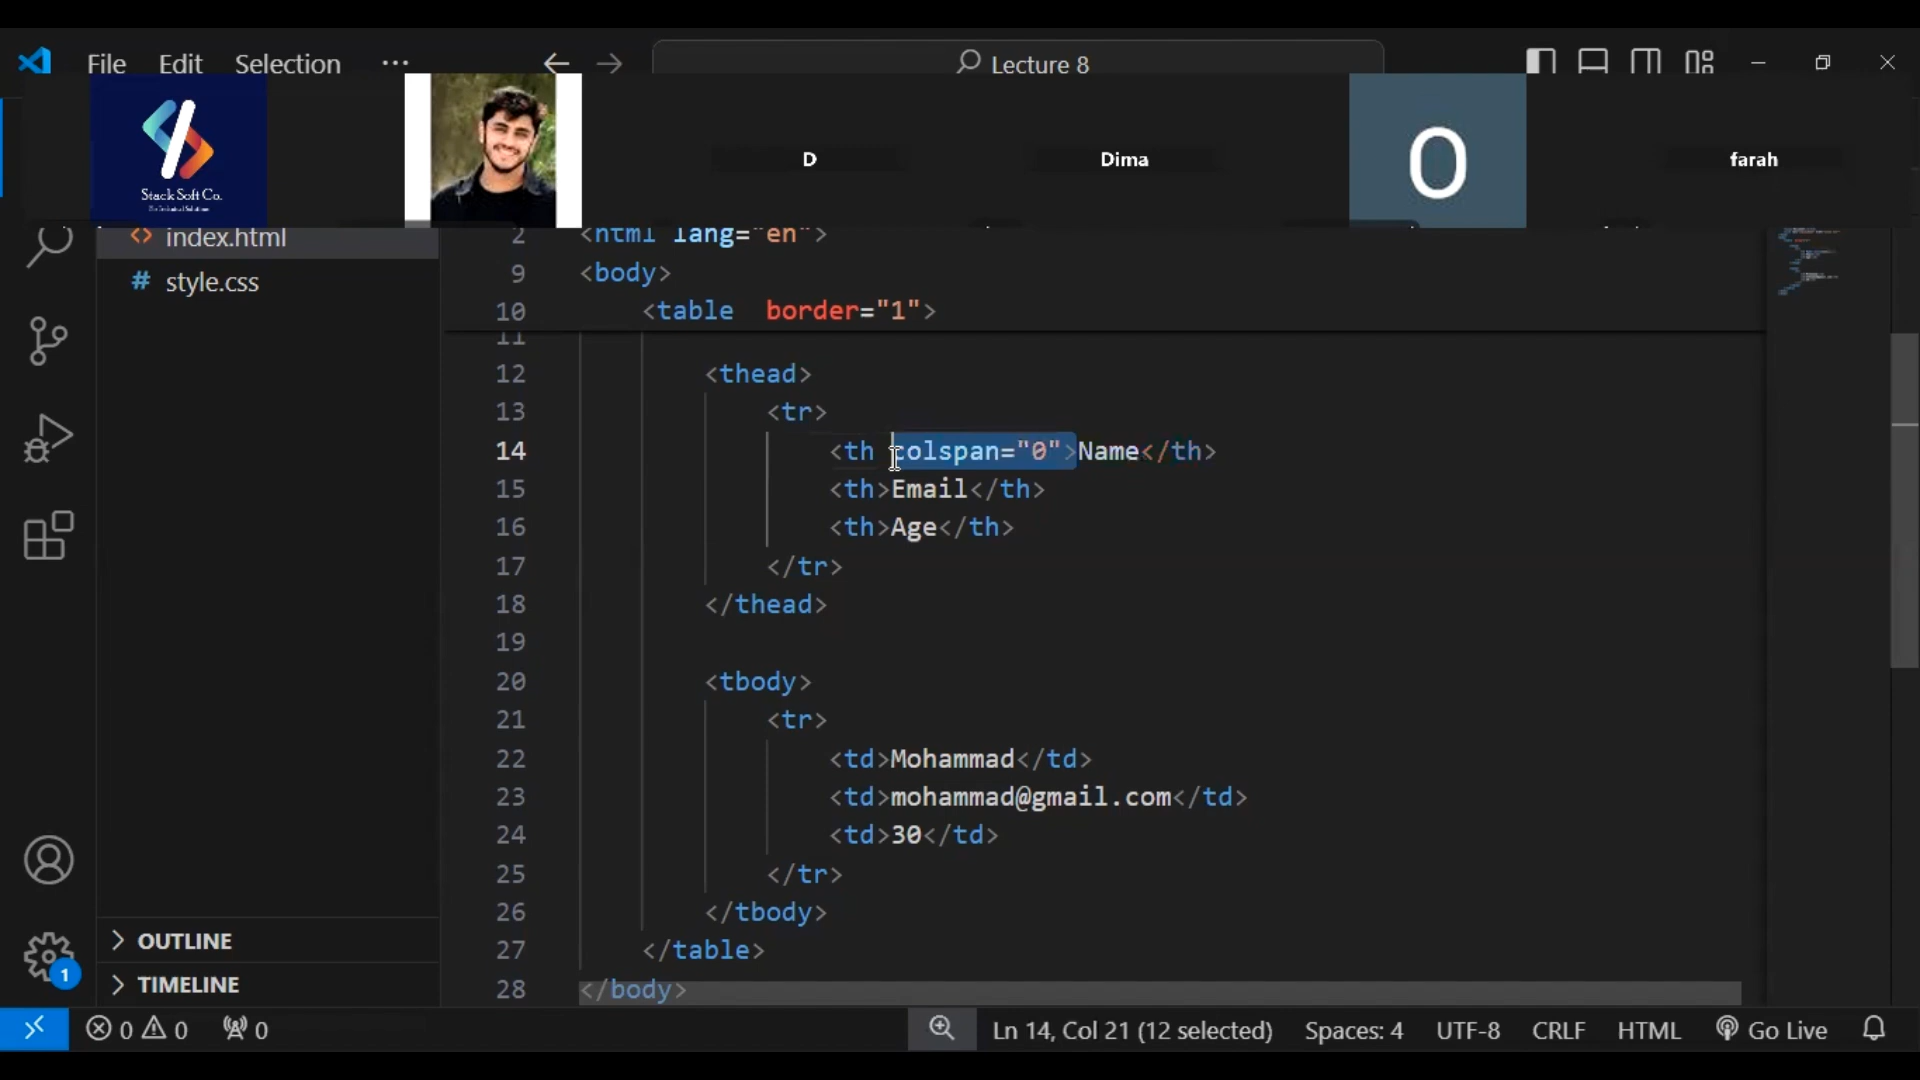 File Edit Selection ... Lecture 8
Stack Soft Co.
D
Dima
O
farah
index.html
style.css
2 <html lang="en">
9 <body>
10 <table border="1">
11
12 <thead>
13 <tr>
14 <th colspan="0">Name</th>
15 <th>Email</th>
16 <th>Age</th>
17 </tr>
18 </thead>
19
20 <tbody>
21 <tr>
22 <td>Mohammad</td>
23 <td>mohammad@gmail.com</td>
24 <td>30</td>
25 </tr>
26 </tbody>
27 </table>
28 </body>
OUTLINE
TIMELINE
1
0 0 0 Ln 14, Col 21 (12 selected) Spaces: 4 UTF-8 CRLF HTML Go Live